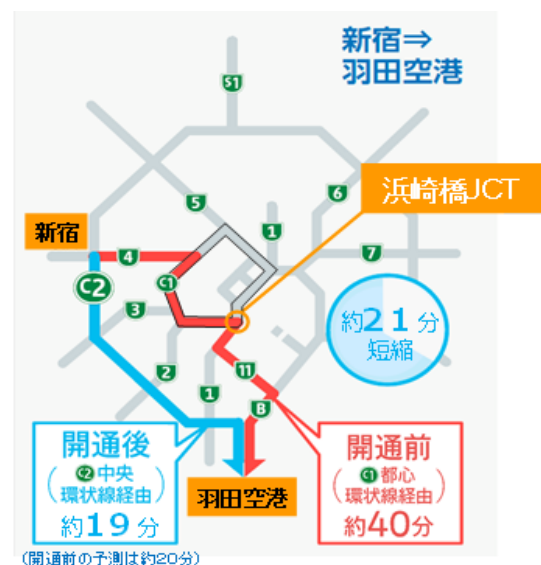 新宿⇒
羽田空港
S1
浜崎橋JCT
6
5
新宿
1
4
7
C2
C1
3
約21分
短縮
2
11
1
B
開通後
(C2中央
環状線経由)
約19分
開通前
(C1都心
環状線経由)
約40分
羽田空港
(開通前の予測は約20分)